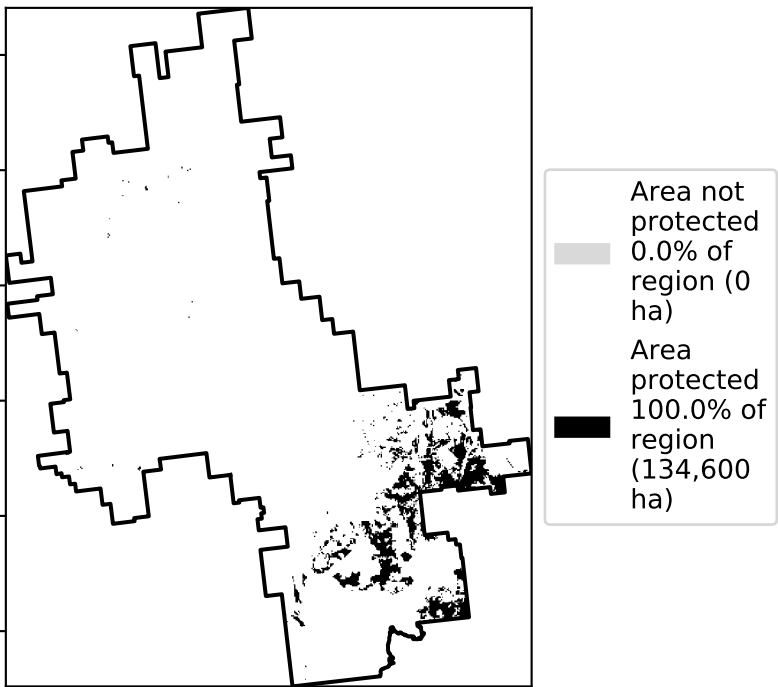 Area not
protected
0.0% of
region (0
ha)
Area
protected
100.0% of
region
(134,600
ha)